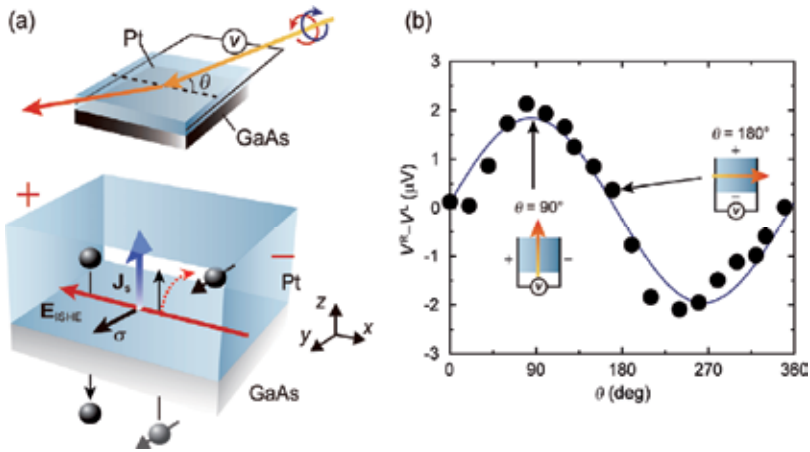 (a)
Pt
V
θ
GaAs
+
−
Pt
J_s
E_ISHE
σ
z
y
x
GaAs
(b)
V^R−V^L (μV)
3
2
1
0
-1
-2
-3
θ = 180°
+
−
V
θ = 90°
+
−
V
0
90
180
270
360
θ (deg)